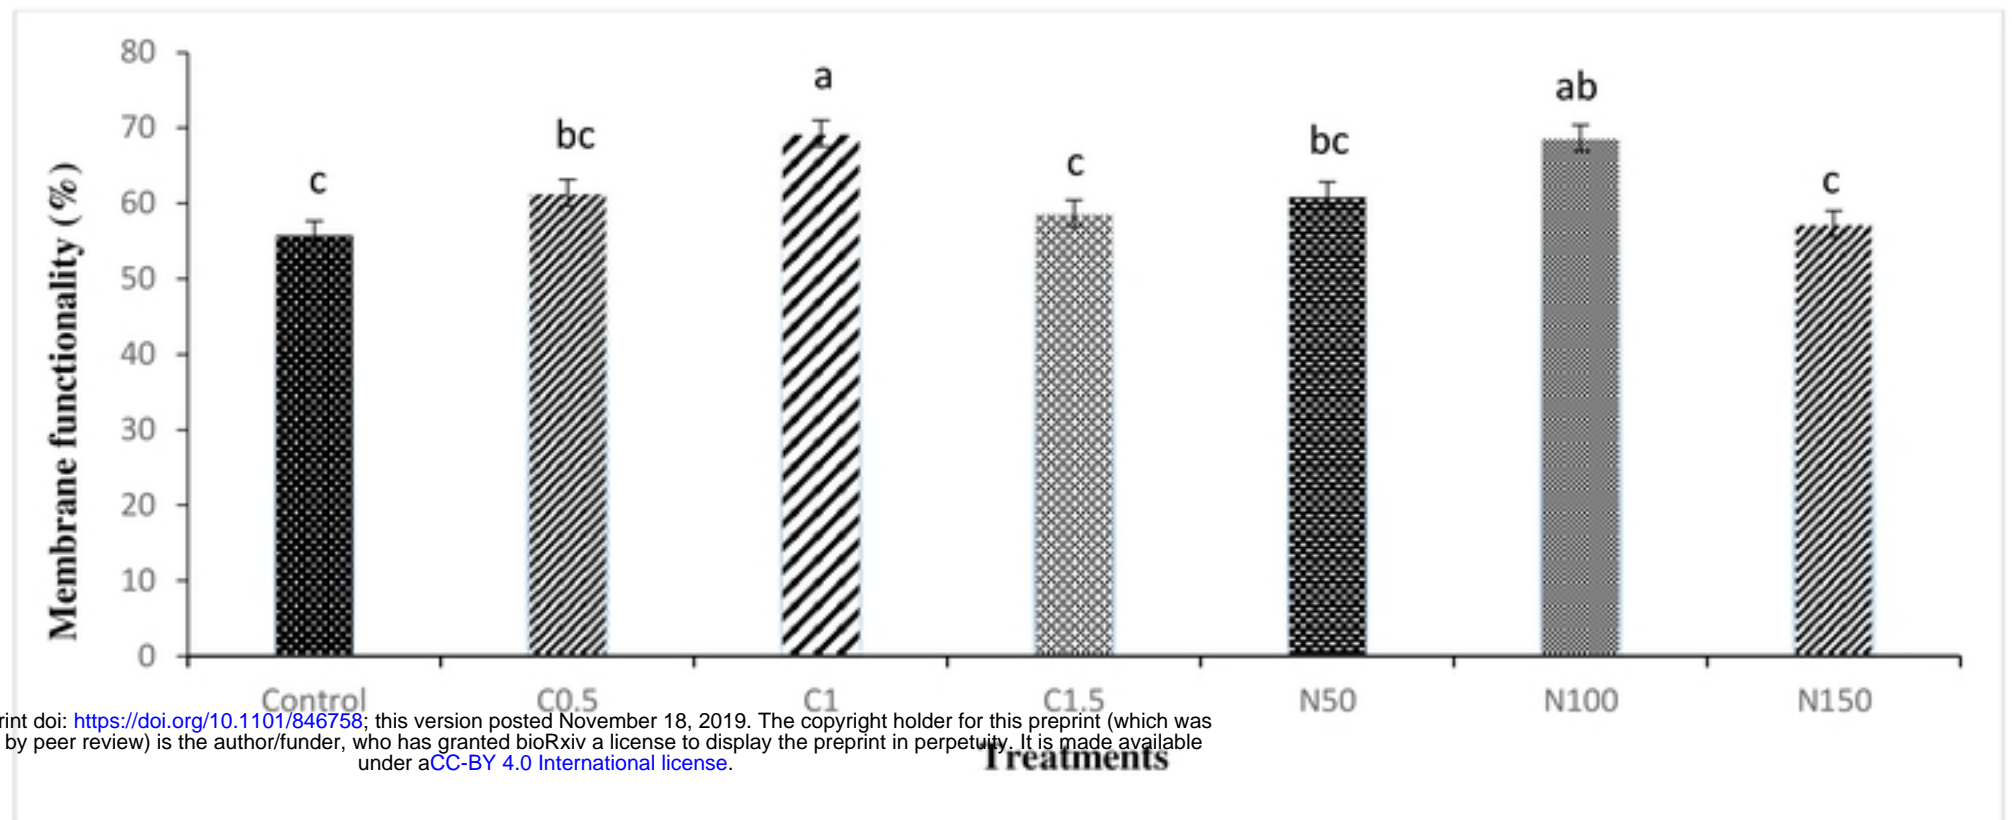 80
70
60
50
40
30
20
10
0
Membrane functionality (%)
c
bc
a
c
bc
ab
c
Control C0.5 C1 C1.5 N50 N100 N150
rint doi: https://doi.org/10.1101/846758; this version posted November 18, 2019. The copyright holder for this preprint (which was
by peer review) is the author/funder, who has granted bioRxiv a license to display the preprint in perpetuity. It is made available
under aCC-BY 4.0 International license.
Treatments